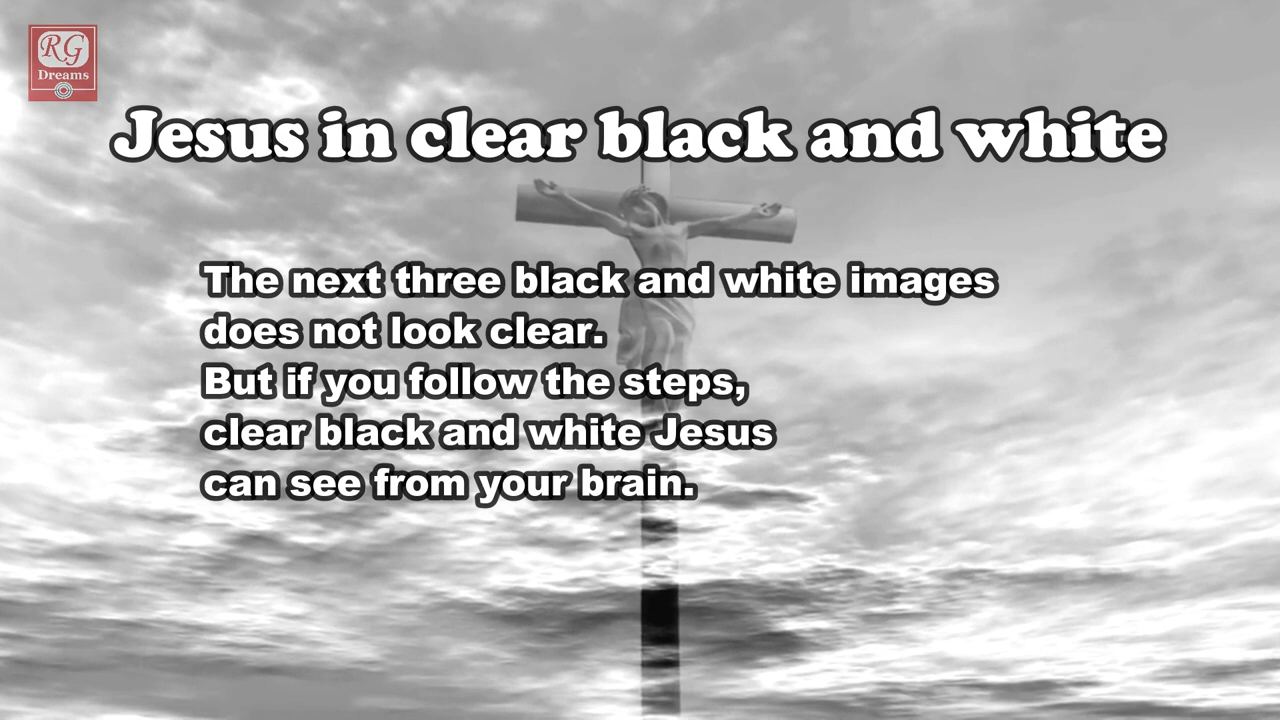 RG
Dreams
Jesus in clear black and white
The next three black and white images
does not look clear.
But if you follow the steps,
clear black and white Jesus
can see from your brain.